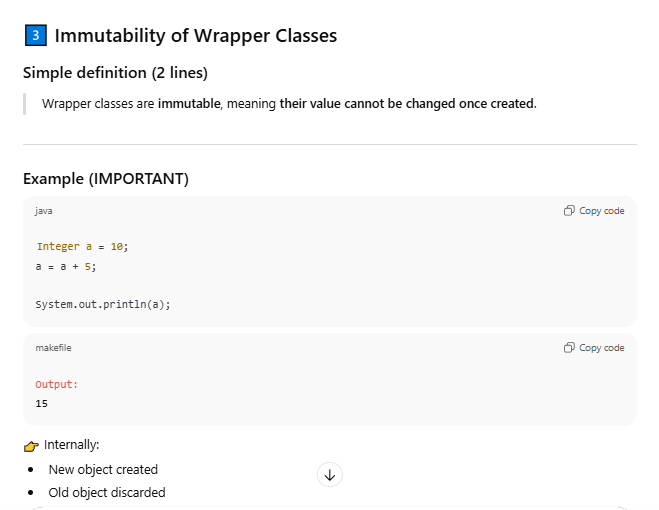 3 Immutability of Wrapper Classes
Simple definition (2 lines)
Wrapper classes are immutable, meaning their value cannot be changed once created.
Example (IMPORTANT)
java
Copy code
Integer a = 10;
a = a + 5;
System.out.println(a);
makefile
Copy code
Output:
15
👉 Internally:
• New object created
• Old object discarded